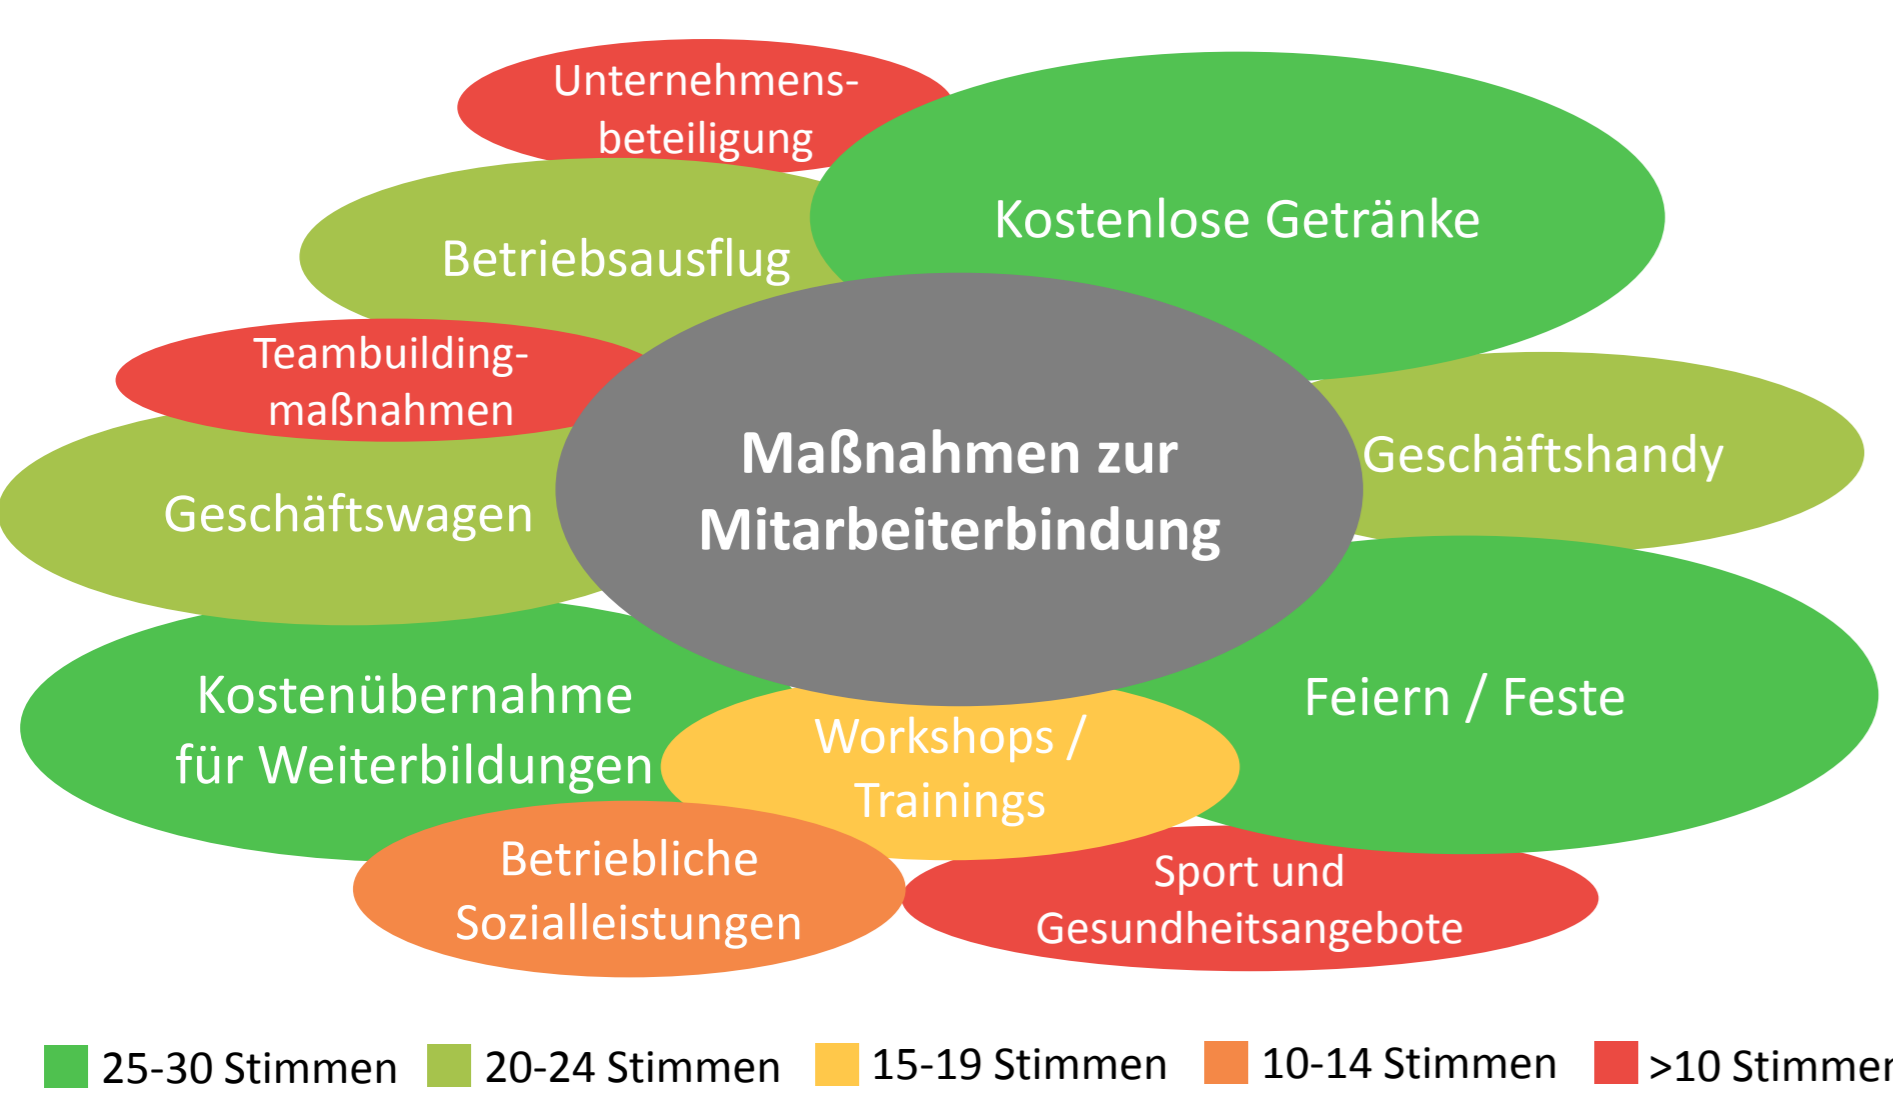 Unternehmens-
beteiligung
Kostenlose Getränke
Betriebsausflug
Teambuilding-
maßnahmen
Maßnahmen zur
Mitarbeiterbindung
Geschäftshandy
Geschäftswagen
Kostenübernahme
für Weiterbildungen
Feiern / Feste
Workshops /
Trainings
Betriebliche
Sozialleistungen
Sport und
Gesundheitsangebote
25-30 Stimmen
20-24 Stimmen
15-19 Stimmen
10-14 Stimmen
>10 Stimmen